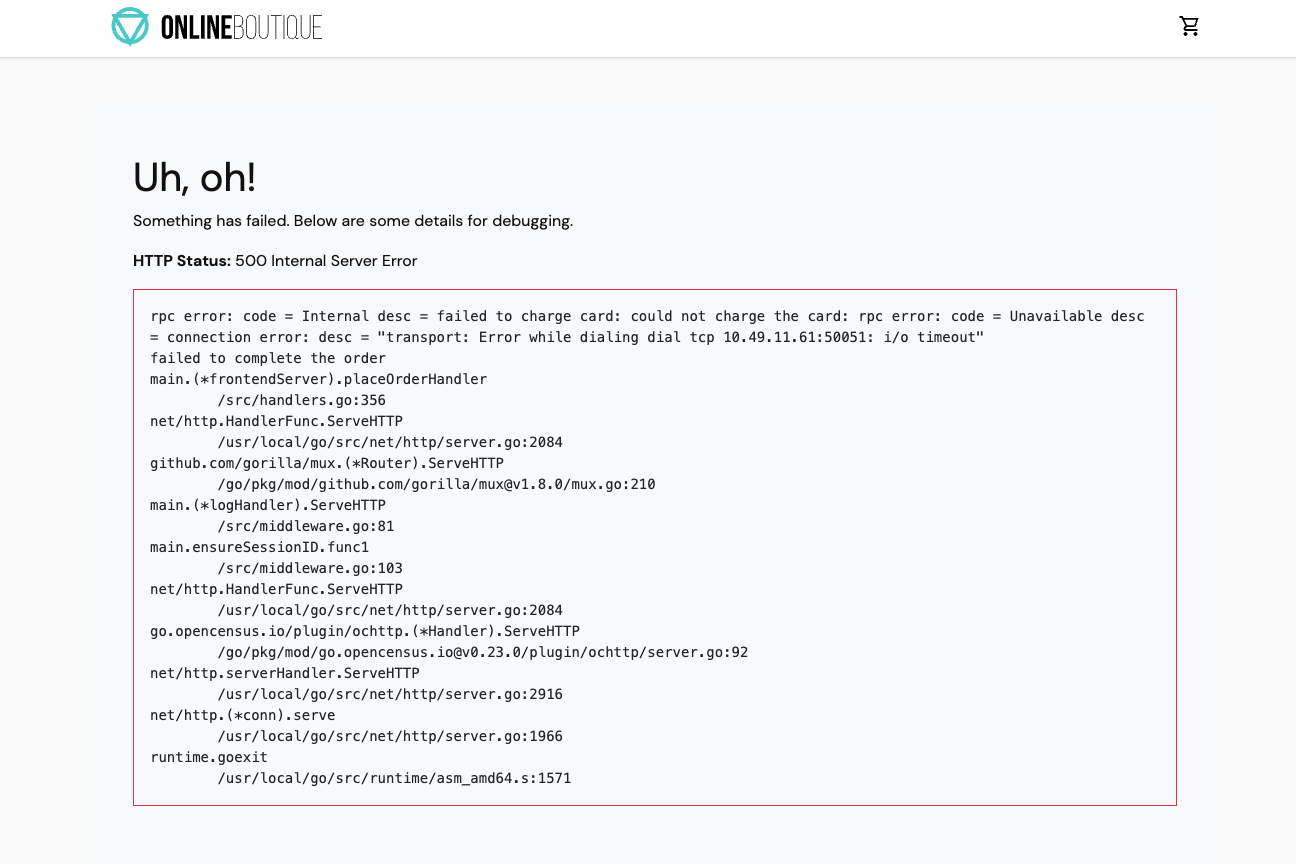 ONLINEBOUTIQUE
Uh, oh!
Something has failed. Below are some details for debugging.
HTTP Status: 500 Internal Server Error
rpc error: code = Internal desc = failed to charge card: could not charge the card: rpc error: code = Unavailable desc
= connection error: desc = "transport: Error while dialing dial tcp 10.49.11.61:50051: i/o timeout"
failed to complete the order
main.(*frontendServer).placeOrderHandler
        /src/handlers.go:356
net/http.HandlerFunc.ServeHTTP
        /usr/local/go/src/net/http/server.go:2084
github.com/gorilla/mux.(*Router).ServeHTTP
        /go/pkg/mod/github.com/gorilla/mux@v1.8.0/mux.go:210
main.(*logHandler).ServeHTTP
        /src/middleware.go:81
main.ensureSessionID.func1
        /src/middleware.go:103
net/http.HandlerFunc.ServeHTTP
        /usr/local/go/src/net/http/server.go:2084
go.opencensus.io/plugin/ochttp.(*Handler).ServeHTTP
        /go/pkg/mod/go.opencensus.io@v0.23.0/plugin/ochttp/server.go:92
net/http.serverHandler.ServeHTTP
        /usr/local/go/src/net/http/server.go:2916
net/http.(*conn).serve
        /usr/local/go/src/net/http/server.go:1966
runtime.goexit
        /usr/local/go/src/runtime/asm_amd64.s:1571